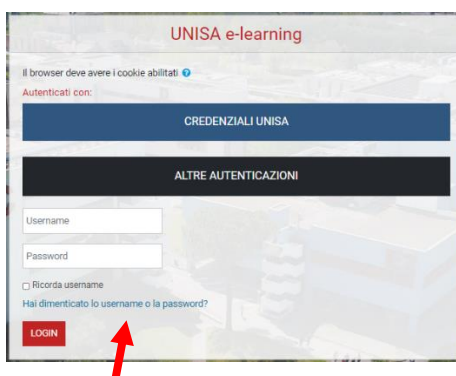 UNISA e-learning
Il browser deve avere i cookie abilitati
Autenticati con:
CREDENZIALI UNISA
ALTRE AUTENTICAZIONI
Username
Password
Ricorda username
Hai dimenticato lo username o la password?
LOGIN